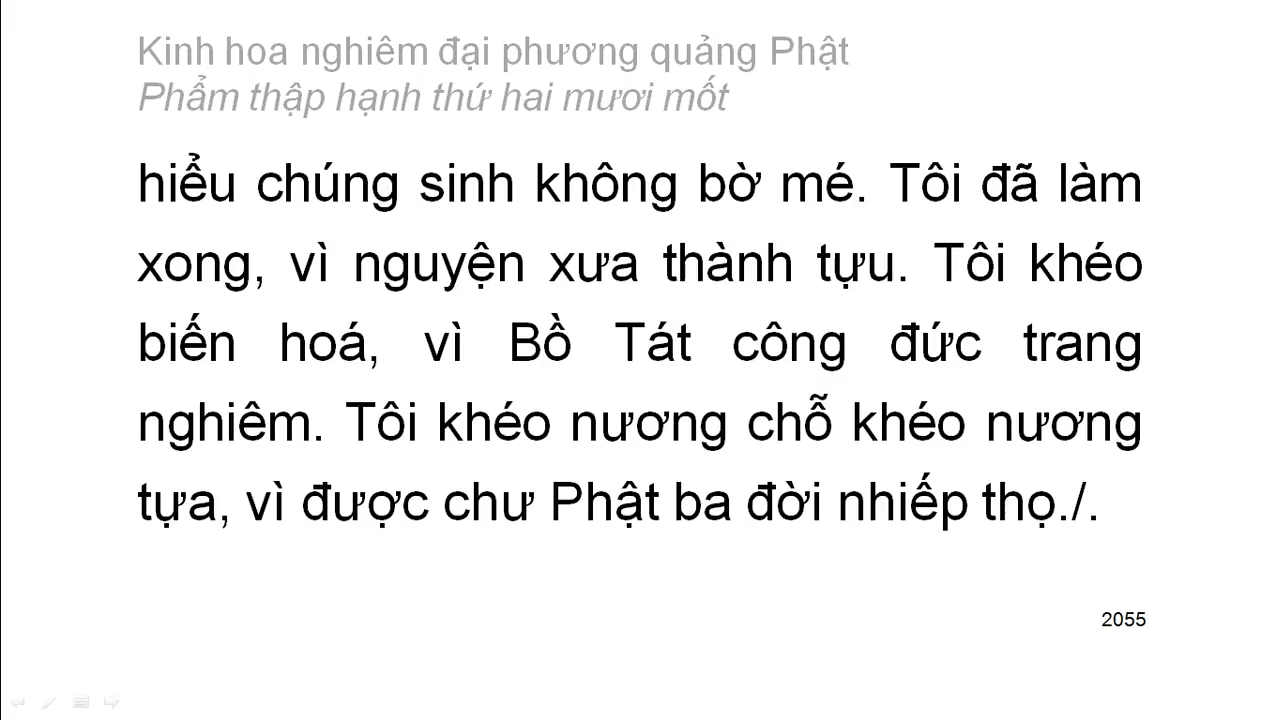 Kinh hoa nghiêm đại phương quảng Phật
Phẩm thập hạnh thứ hai mươi mốt
hiểu chúng sinh không bờ mé. Tôi đã làm
xong, vì nguyện xưa thành tựu. Tôi khéo
biến hoá, vì Bồ Tát công đức trang
nghiêm. Tôi khéo nương chỗ khéo nương
tựa, vì được chư Phật ba đời nhiếp thọ./.
2055